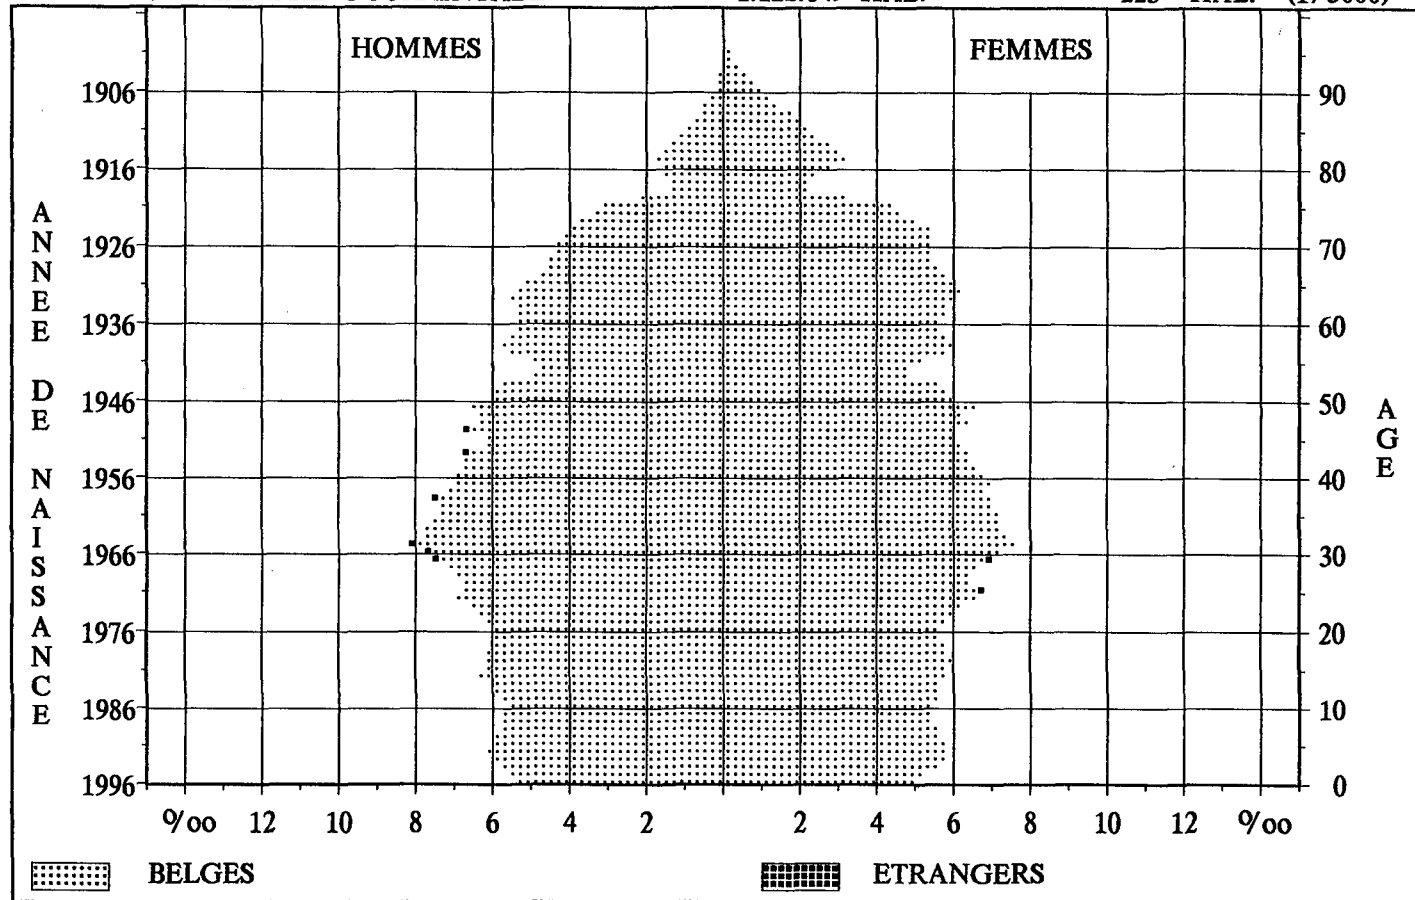 HOMMES FEMMES
1906 90
1916 80
1926 70
1936 60
1946 50
1956 40
1966 30
1976 20
1986 10
1996 0
ANNEE DE NAISSANCE
AGE
%oo 12 10 8 6 4 2 2 4 6 8 10 12 %oo
BELGES ETRANGERS